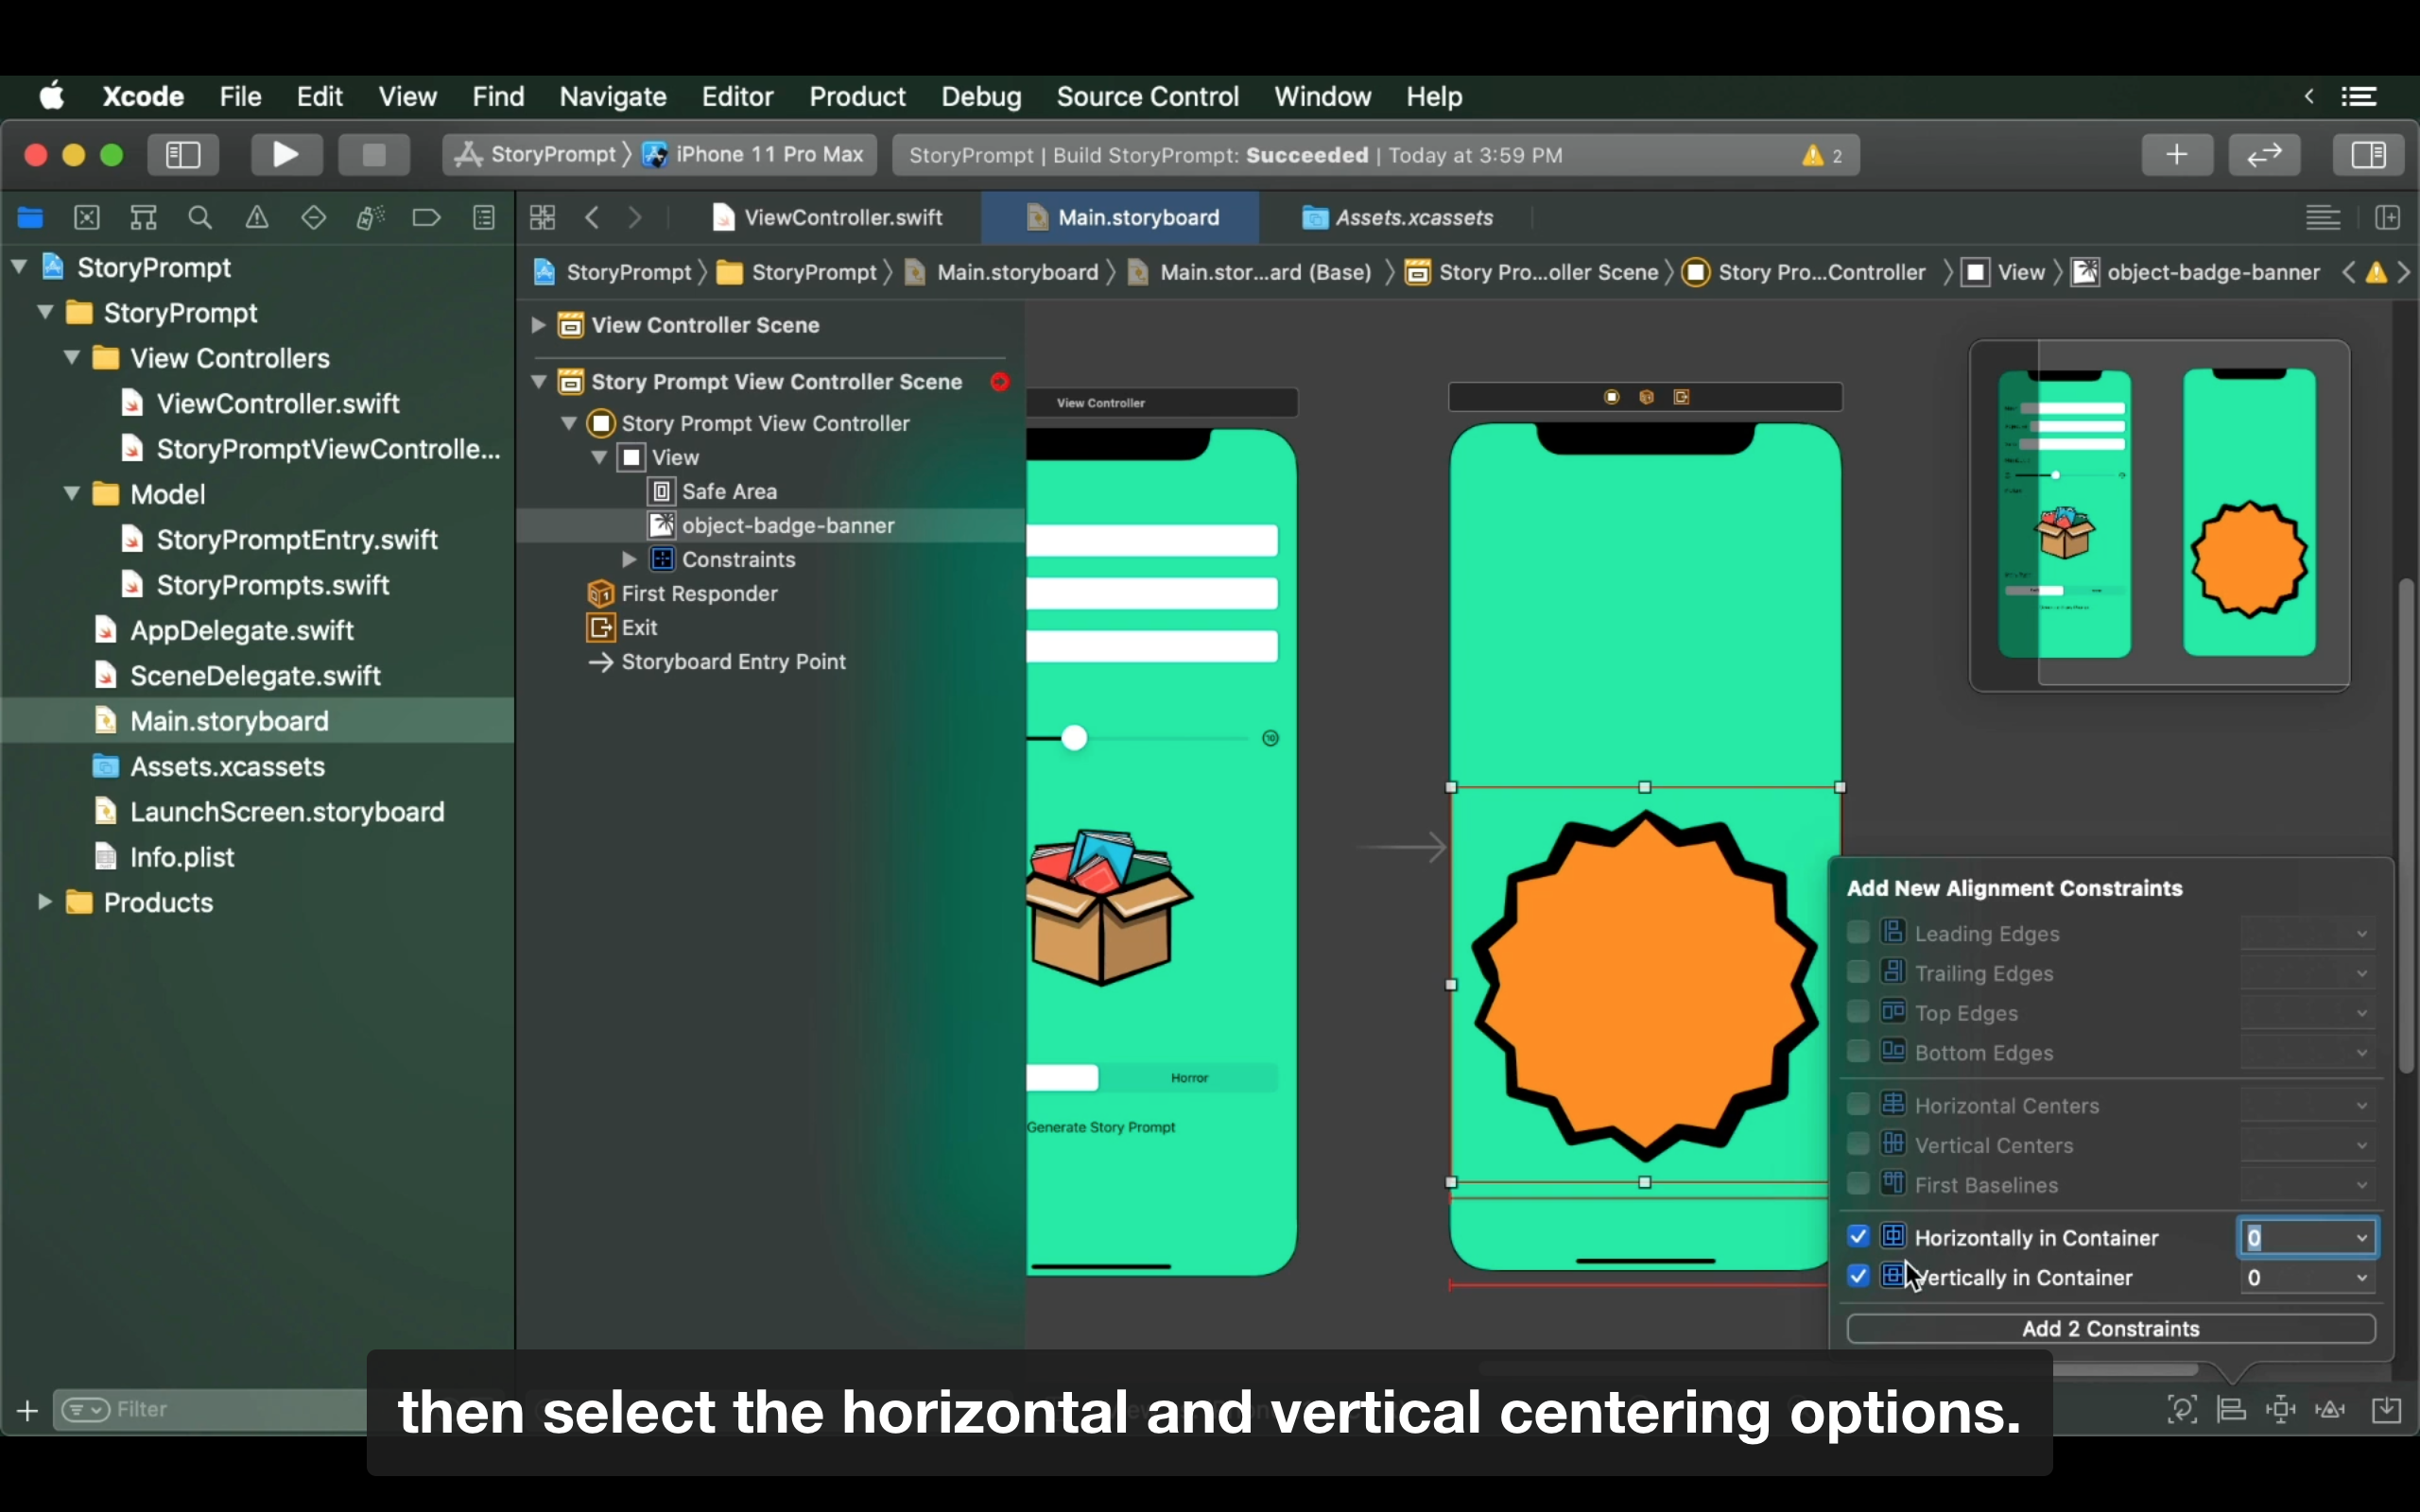 Xcode File Edit View Find Navigate Editor Product Debug Source Control Window Help
StoryPrompt iPhone 11 Pro Max
StoryPrompt | Build StoryPrompt: Succeeded | Today at 3:59 PM
2
ViewController.swift
Main.storyboard
Assets.xcassets
StoryPrompt StoryPrompt Main.storyboard Main.stor...ard (Base) Story Pro...oller Scene Story Pro...Controller View object-badge-banner
StoryPrompt
StoryPrompt
View Controllers
ViewController.swift
StoryPromptViewControlle...
Model
StoryPromptEntry.swift
StoryPrompts.swift
AppDelegate.swift
SceneDelegate.swift
Main.storyboard
Assets.xcassets
LaunchScreen.storyboard
Info.plist
Products
Filter
View Controller Scene
Story Prompt View Controller Scene
Story Prompt View Controller
View
Safe Area
object-badge-banner
Constraints
First Responder
Exit
Storyboard Entry Point
View Controller
10
Horror
Generate Story Prompt
Add New Alignment Constraints
Leading Edges
Trailing Edges
Top Edges
Bottom Edges
Horizontal Centers
Vertical Centers
First Baselines
Horizontally in Container 0
Vertically in Container 0
Add 2 Constraints
then select the horizontal and vertical centering options.